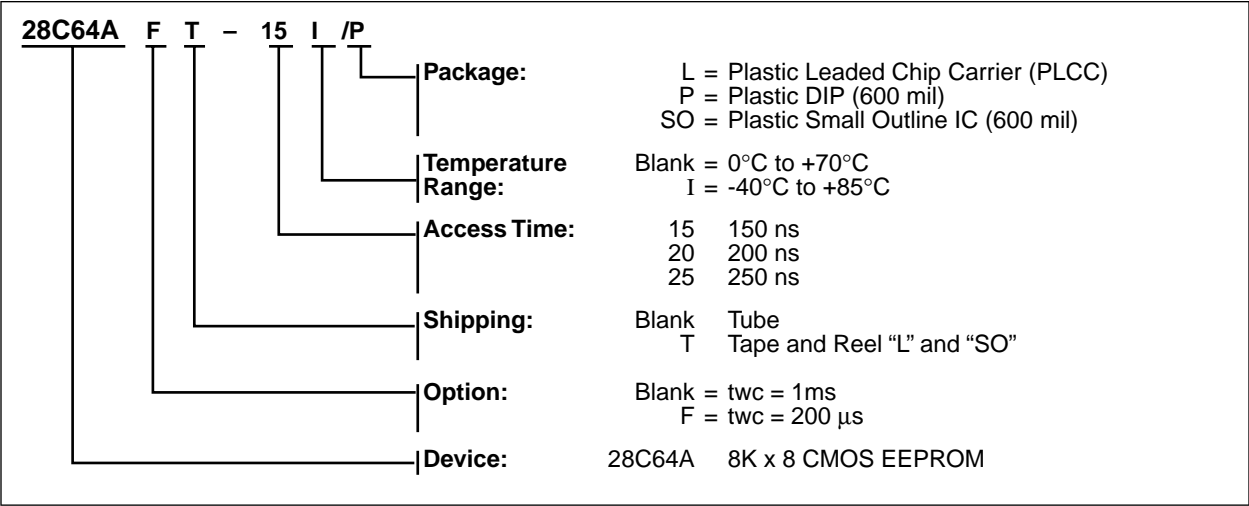 28C64A F T – 15 I /P
Package: L = Plastic Leaded Chip Carrier (PLCC)
P = Plastic DIP (600 mil)
SO = Plastic Small Outline IC (600 mil)
Temperature Blank = 0°C to +70°C
Range: I = -40°C to +85°C
Access Time: 15 150 ns
20 200 ns
25 250 ns
Shipping: Blank Tube
T Tape and Reel “L” and “SO”
Option: Blank = twc = 1ms
F = twc = 200 μs
Device: 28C64A 8K x 8 CMOS EEPROM